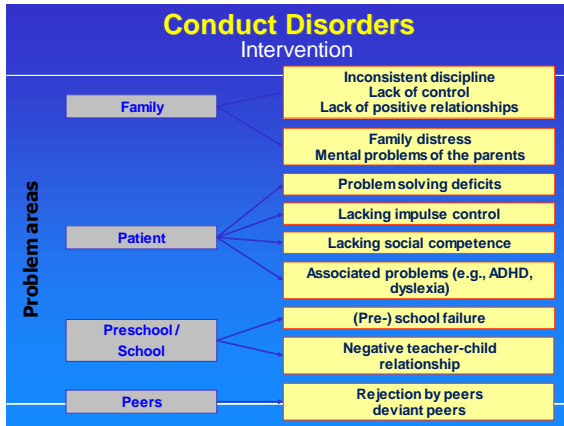 Conduct Disorders
Intervention
Problem areas
Family
Inconsistent discipline
Lack of control
Lack of positive relationships
Family distress
Mental problems of the parents
Patient
Problem solving deficits
Lacking impulse control
Lacking social competence
Associated problems (e.g., ADHD,
dyslexia)
Preschool /
School
(Pre-) school failure
Negative teacher-child
relationship
Peers
Rejection by peers
deviant peers